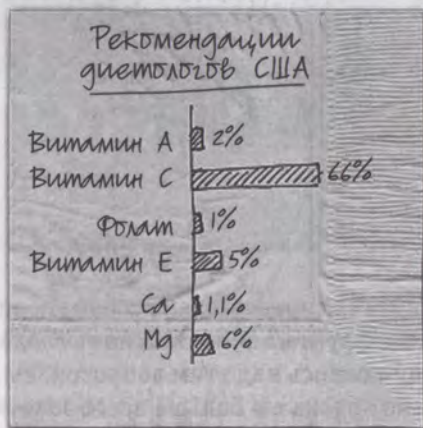 Рекомендации
диетологов США
Витамин А 2%
Витамин С 66%
Фолат 1%
Витамин Е 5%
Ca 1,1%
Mg 6%